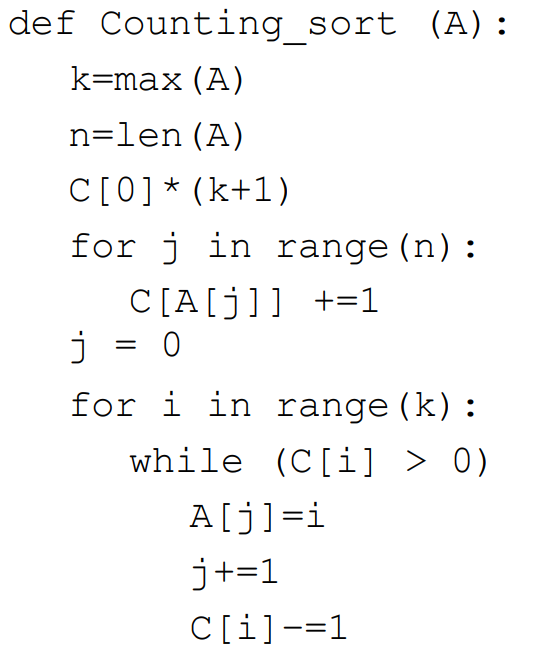 def Counting_sort (A):
k=max(A)
n=len(A)
C[0]*(k+1)
for j in range(n):
C[A[j]] +=1
j = 0
for i in range(k):
while (C[i] > 0)
A[j]=i
j+=1
C[i]-=1